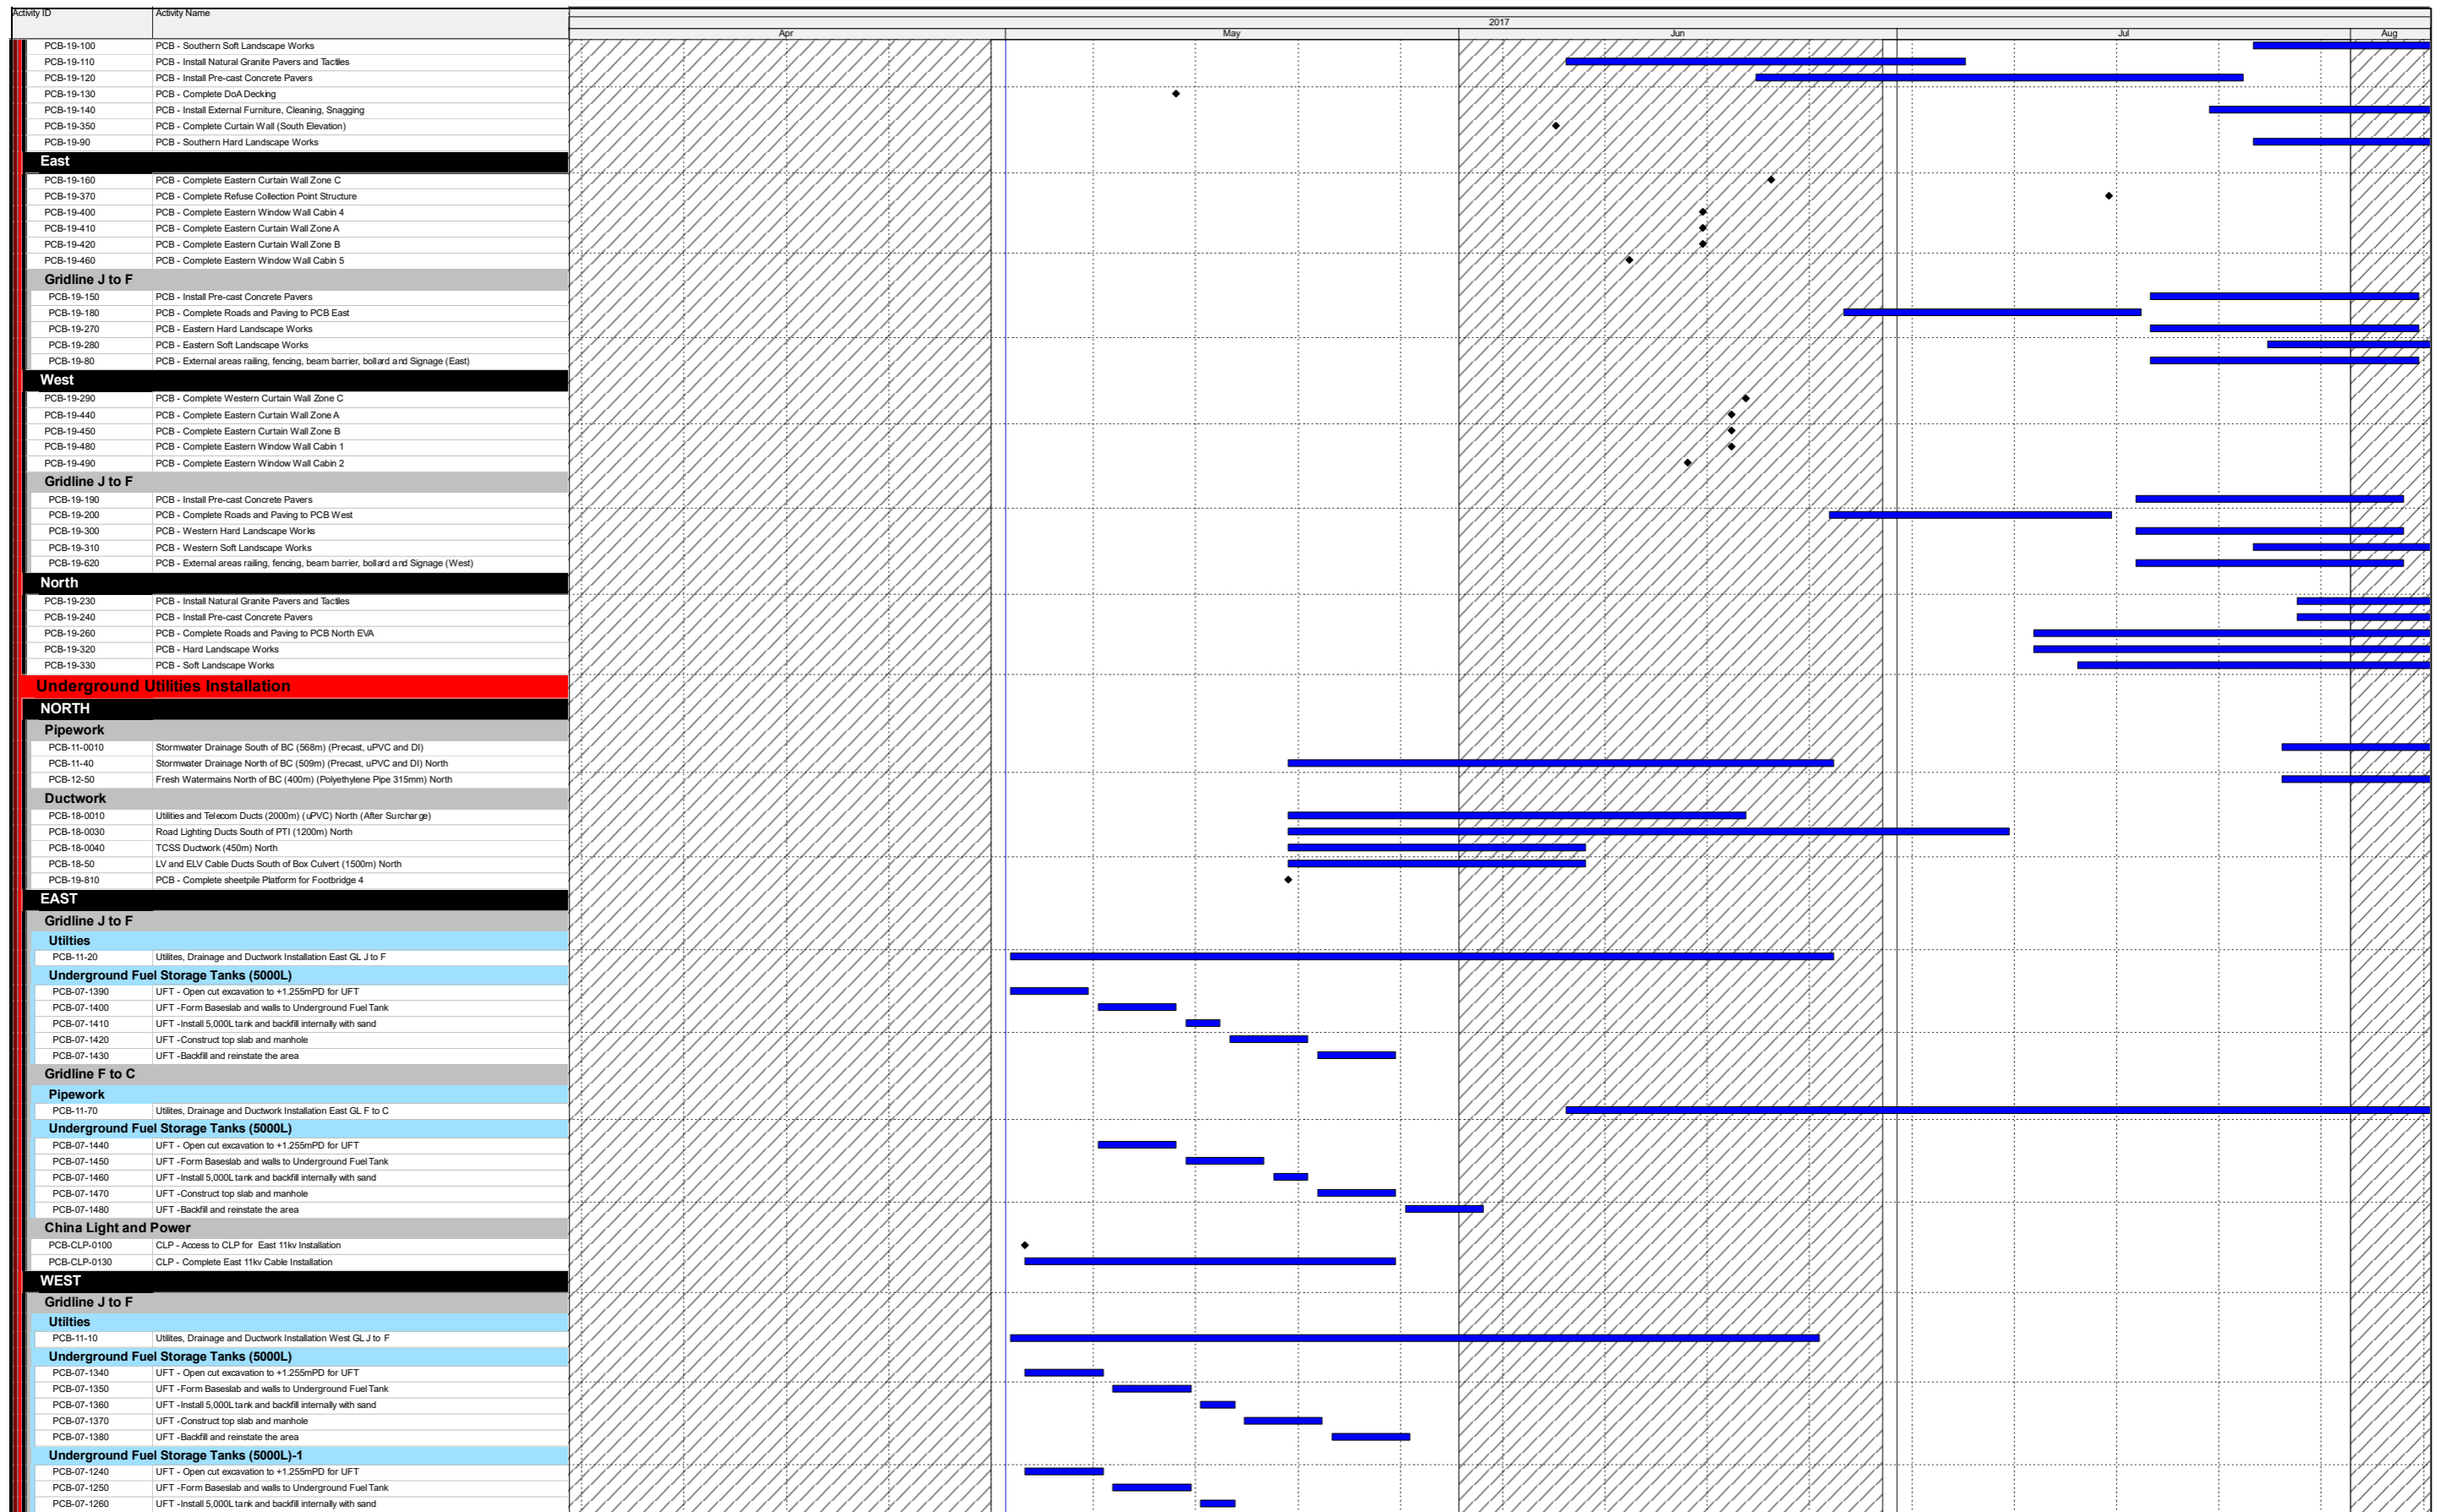 Activity ID Activity Name
2017
Apr May Jun Jul Aug
PCB-19-100 PCB - Southern Soft Landscape Works
PCB-19-110 PCB - Install Natural Granite Pavers and Tactiles
PCB-19-120 PCB - Install Pre-cast Concrete Pavers
PCB-19-130 PCB - Complete DoA Decking
PCB-19-140 PCB - Install External Furniture, Cleaning, Snagging
PCB-19-350 PCB - Complete Curtain Wall (South Elevation)
PCB-19-90 PCB - Southern Hard Landscape Works
East
PCB-19-160 PCB - Complete Eastern Curtain Wall Zone C
PCB-19-370 PCB - Complete Refuse Collection Point Structure
PCB-19-400 PCB - Complete Eastern Window Wall Cabin 4
PCB-19-410 PCB - Complete Eastern Curtain Wall Zone A
PCB-19-420 PCB - Complete Eastern Curtain Wall Zone B
PCB-19-460 PCB - Complete Eastern Window Wall Cabin 5
Gridline J to F
PCB-19-150 PCB - Install Pre-cast Concrete Pavers
PCB-19-180 PCB - Complete Roads and Paving to PCB East
PCB-19-270 PCB - Eastern Hard Landscape Works
PCB-19-280 PCB - Eastern Soft Landscape Works
PCB-19-80 PCB - External areas railing, fencing, beam barrier, bollard and Signage (East)
West
PCB-19-290 PCB - Complete Western Curtain Wall Zone C
PCB-19-440 PCB - Complete Eastern Curtain Wall Zone A
PCB-19-450 PCB - Complete Eastern Curtain Wall Zone B
PCB-19-480 PCB - Complete Eastern Window Wall Cabin 1
PCB-19-490 PCB - Complete Eastern Window Wall Cabin 2
Gridline J to F
PCB-19-190 PCB - Install Pre-cast Concrete Pavers
PCB-19-200 PCB - Complete Roads and Paving to PCB West
PCB-19-300 PCB - Western Hard Landscape Works
PCB-19-310 PCB - Western Soft Landscape Works
PCB-19-620 PCB - External areas railing, fencing, beam barrier, bollard and Signage (West)
North
PCB-19-230 PCB - Install Natural Granite Pavers and Tactiles
PCB-19-240 PCB - Install Pre-cast Concrete Pavers
PCB-19-260 PCB - Complete Roads and Paving to PCB North EVA
PCB-19-320 PCB - Hard Landscape Works
PCB-19-330 PCB - Soft Landscape Works
Underground Utilities Installation
NORTH
Pipework
PCB-11-0010 Stormwater Drainage South of BC (568m) (Precast, uPVC and DI)
PCB-11-40 Stormwater Drainage North of BC (509m) (Precast, uPVC and DI) North
PCB-12-50 Fresh Watermains North of BC (400m) (Polyethylene Pipe 315mm) North
Ductwork
PCB-18-0010 Utilities and Telecom Ducts (2000m) (uPVC) North (After Surcharge)
PCB-18-0030 Road Lighting Ducts South of PTI (1200m) North
PCB-18-0040 TCSS Ductwork (450m) North
PCB-18-50 LV and ELV Cable Ducts South of Box Culvert (1500m) North
PCB-19-810 PCB - Complete sheetpile Platform for Footbridge 4
EAST
Gridline J to F
Utilties
PCB-11-20 Utilites, Drainage and Ductwork Installation East GL J to F
Underground Fuel Storage Tanks (5000L)
PCB-07-1390 UFT - Open cut excavation to +1.255mPD for UFT
PCB-07-1400 UFT -Form Baseslab and walls to Underground Fuel Tank
PCB-07-1410 UFT -Install 5,000L tank and backfill internally with sand
PCB-07-1420 UFT -Construct top slab and manhole
PCB-07-1430 UFT -Backfill and reinstate the area
Gridline F to C
Pipework
PCB-11-70 Utilites, Drainage and Ductwork Installation East GL F to C
Underground Fuel Storage Tanks (5000L)
PCB-07-1440 UFT - Open cut excavation to +1.255mPD for UFT
PCB-07-1450 UFT -Form Baseslab and walls to Underground Fuel Tank
PCB-07-1460 UFT -Install 5,000L tank and backfill internally with sand
PCB-07-1470 UFT -Construct top slab and manhole
PCB-07-1480 UFT -Backfill and reinstate the area
China Light and Power
PCB-CLP-0100 CLP - Access to CLP for East 11kv Installation
PCB-CLP-0130 CLP - Complete East 11kv Cable Installation
WEST
Gridline J to F
Utilties
PCB-11-10 Utilites, Drainage and Ductwork Installation West GL J to F
Underground Fuel Storage Tanks (5000L)
PCB-07-1340 UFT - Open cut excavation to +1.255mPD for UFT
PCB-07-1350 UFT -Form Baseslab and walls to Underground Fuel Tank
PCB-07-1360 UFT -Install 5,000L tank and backfill internally with sand
PCB-07-1370 UFT -Construct top slab and manhole
PCB-07-1380 UFT -Backfill and reinstate the area
Underground Fuel Storage Tanks (5000L)-1
PCB-07-1240 UFT - Open cut excavation to +1.255mPD for UFT
PCB-07-1250 UFT -Form Baseslab and walls to Underground Fuel Tank
PCB-07-1260 UFT -Install 5,000L tank and backfill internally with sand